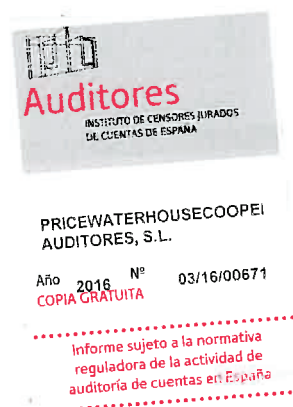 Auditores
INSTITUTO DE CENSORES JURADOS
DE CUENTAS DE ESPAÑA
PRICEWATERHOUSECOOPE
AUDITORES, S.L.
Año 2016 Nº 03/16/00671
COPIA GRATUITA
Informe sujeto a la normativa
reguladora de la actividad de
auditoría de cuentas en España